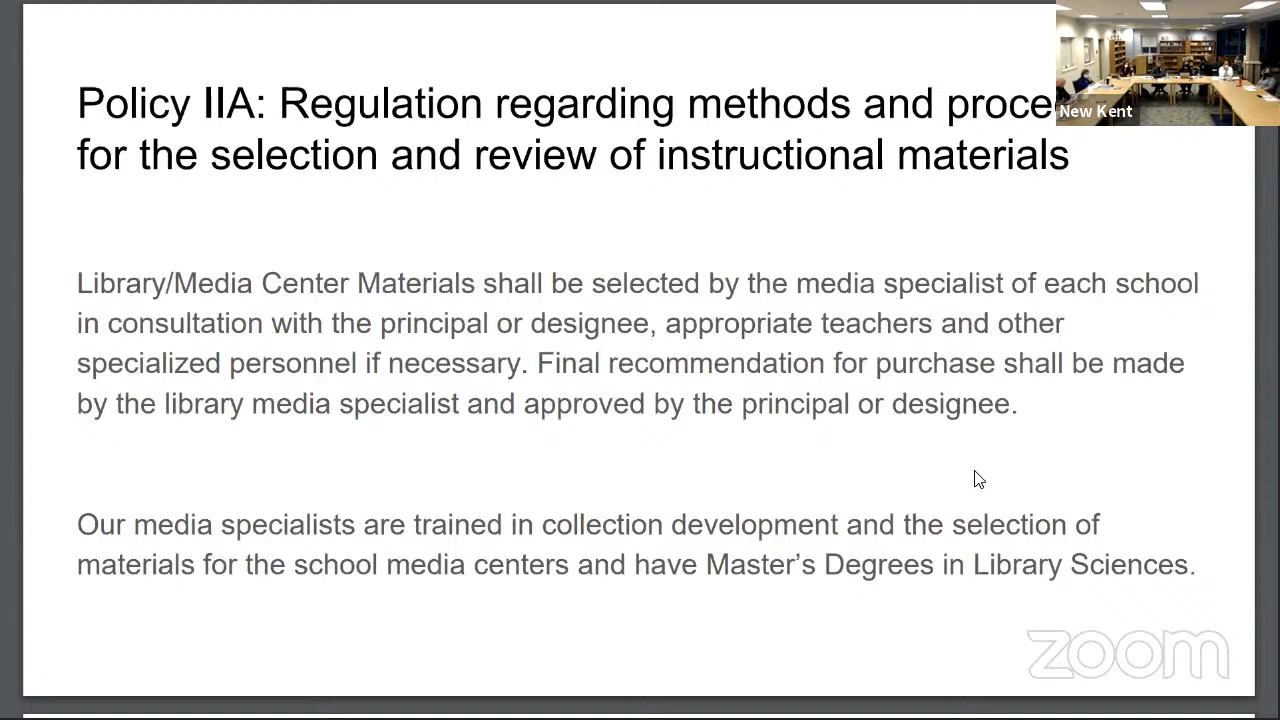 Policy IIA: Regulation regarding methods and proce
for the selection and review of instructional materials
New Kent
Library/Media Center Materials shall be selected by the media specialist of each school
in consultation with the principal or designee, appropriate teachers and other
specialized personnel if necessary. Final recommendation for purchase shall be made
by the library media specialist and approved by the principal or designee.
Our media specialists are trained in collection development and the selection of
materials for the school media centers and have Master’s Degrees in Library Sciences.
zoom